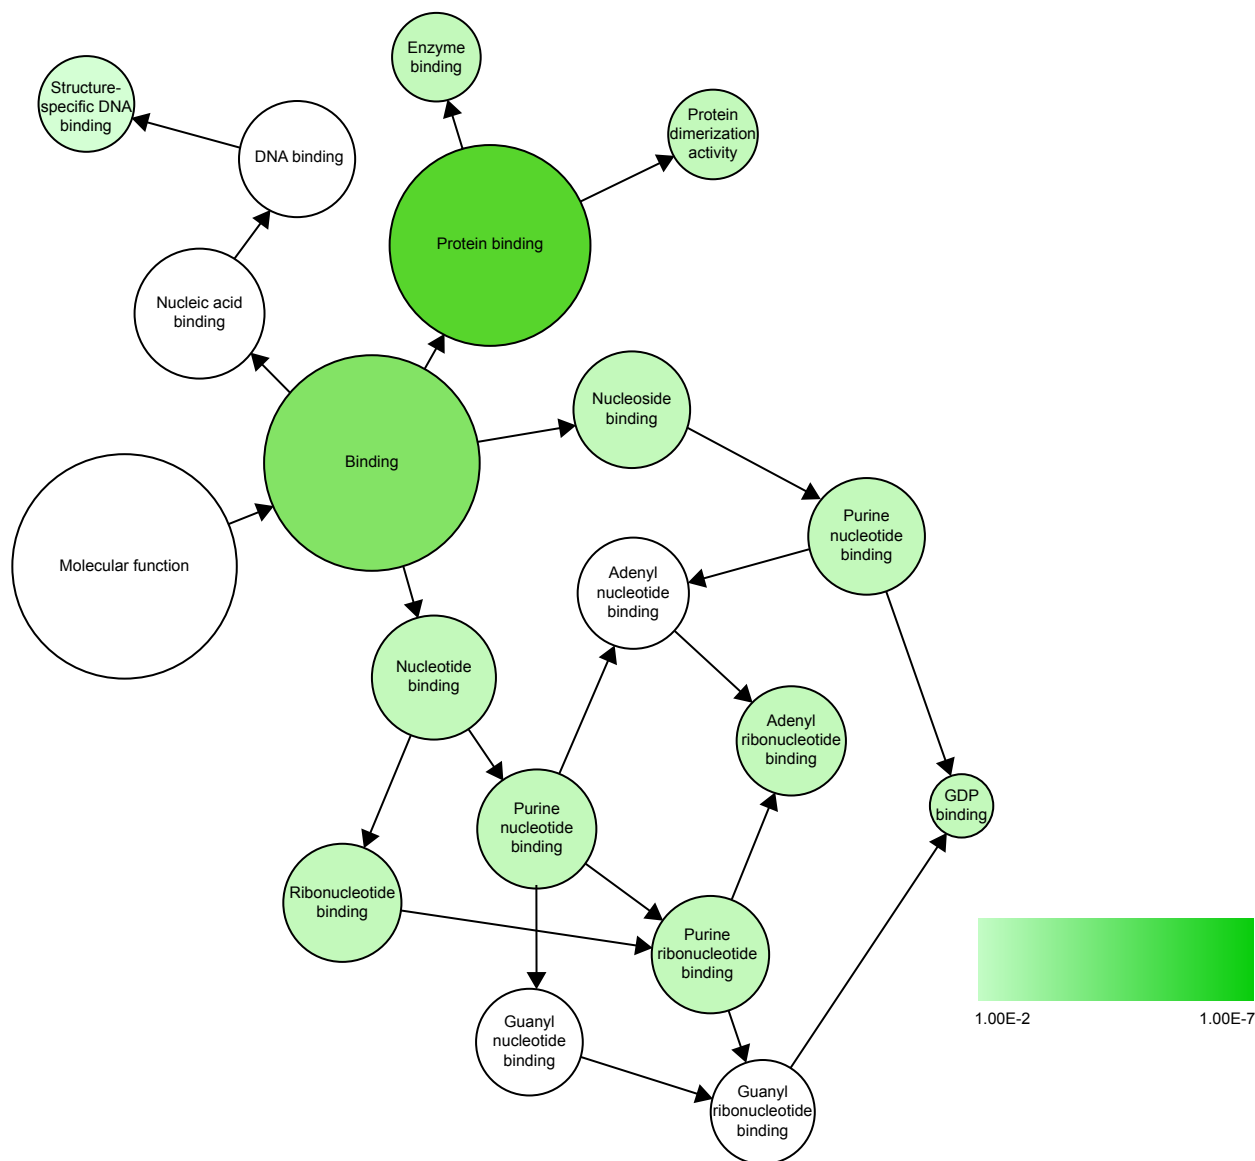 Enzyme
binding
Structure-
specific DNA
binding
Protein
dimerization
activity
DNA binding
Protein binding
Nucleic acid
binding
Nucleoside
binding
Binding
Purine
nucleotide
binding
Molecular function
Adenyl
nucleotide
binding
Nucleotide
binding
Adenyl
ribonucleotide
binding
GDP
binding
Purine
nucleotide
binding
Ribonucleotide
binding
Purine
ribonucleotide
binding
1.00E-2
1.00E-7
Guanyl
nucleotide
binding
Guanyl
ribonucleotide
binding